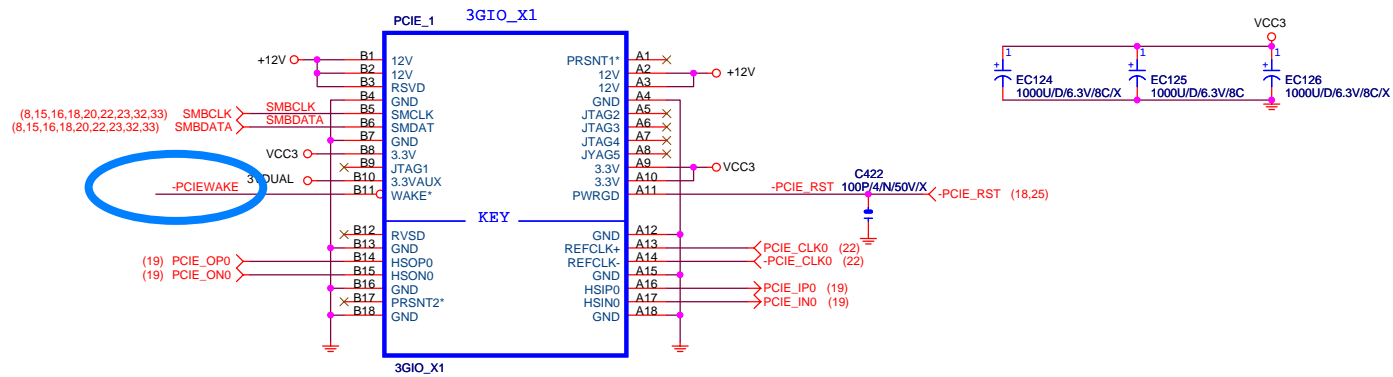 3GIO_X1
PCIE_1
+12V
B1 12V
B2 12V
B3 RSVD
B4 GND
(8,15,16,18,20,22,23,32,33) SMBCLK SMBCLK B5 SMCLK
(8,15,16,18,20,22,23,32,33) SMBDATA SMBDATA B6 SMDAT
B7 GND
VCC3 B8 3.3V
B9 JTAG1
3VDUAL B10 3.3VAUX
-PCIEWAKE B11 WAKE*
KEY
B12 RVSD
B13 GND
(19) PCIE_OP0 B14 HSOP0
(19) PCIE_ON0 B15 HSON0
B16 GND
B17 PRSNT2*
B18 GND
PRSNT1* A1
12V A2 +12V
12V A3
GND A4
JTAG2 A5
JTAG3 A6
JTAG4 A7
JYAG5 A8
3.3V A9 VCC3
3.3V A10
PWRGD A11 -PCIE_RST -PCIE_RST (18,25)
C422
100P/4/N/50V/X
GND A12
REFCLK+ A13 PCIE_CLK0 (22)
REFCLK- A14 -PCIE_CLK0 (22)
GND A15
HSIP0 A16 PCIE_IP0 (19)
HSIN0 A17 PCIE_IN0 (19)
GND A18
3GIO_X1
VCC3
1 1 1
+ + +
EC124 EC125 EC126
1000U/D/6.3V/8C/X 1000U/D/6.3V/8C 1000U/D/6.3V/8C/X